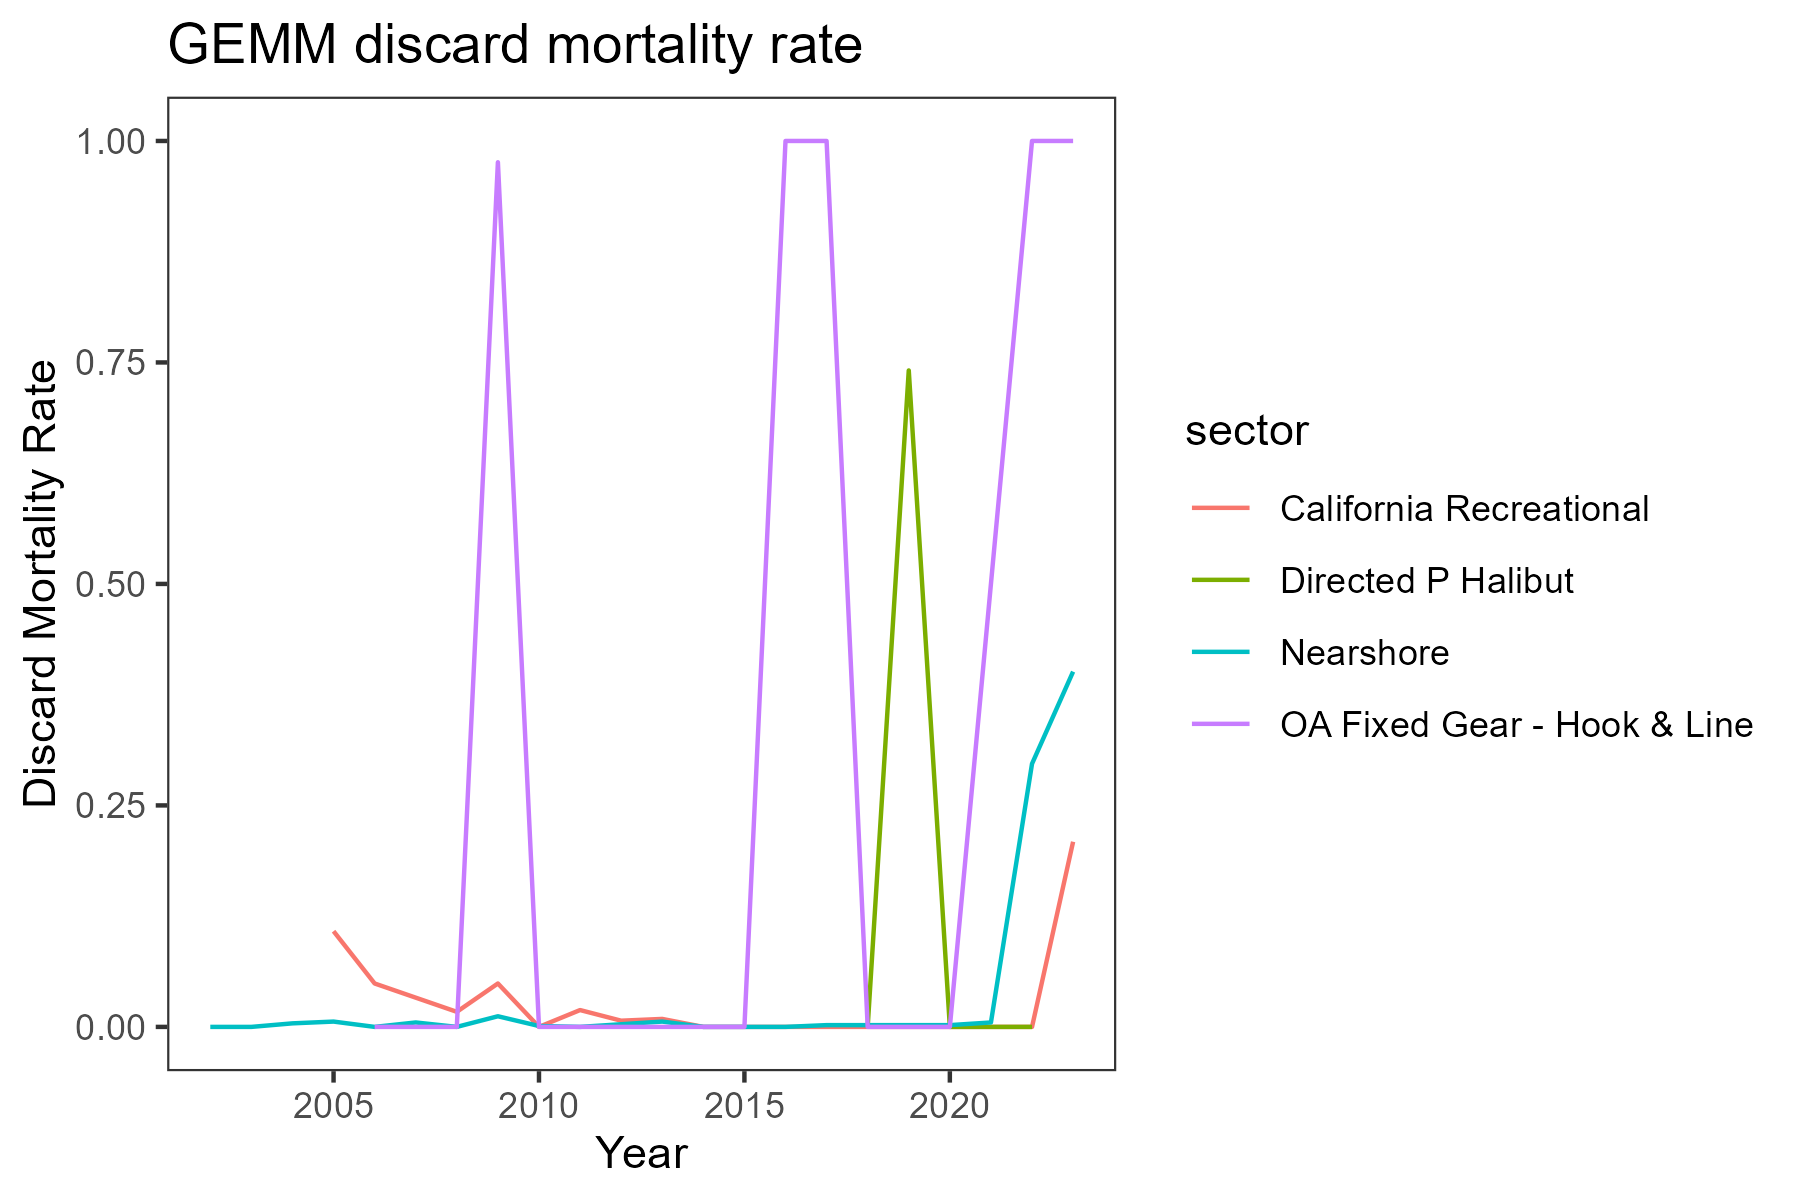 GEMM discard mortality rate
1.00
0.75
0.50
0.25
0.00
Discard Mortality Rate
2005 2010 2015 2020
Year
sector
California Recreational
Directed P Halibut
Nearshore
OA Fixed Gear - Hook & Line